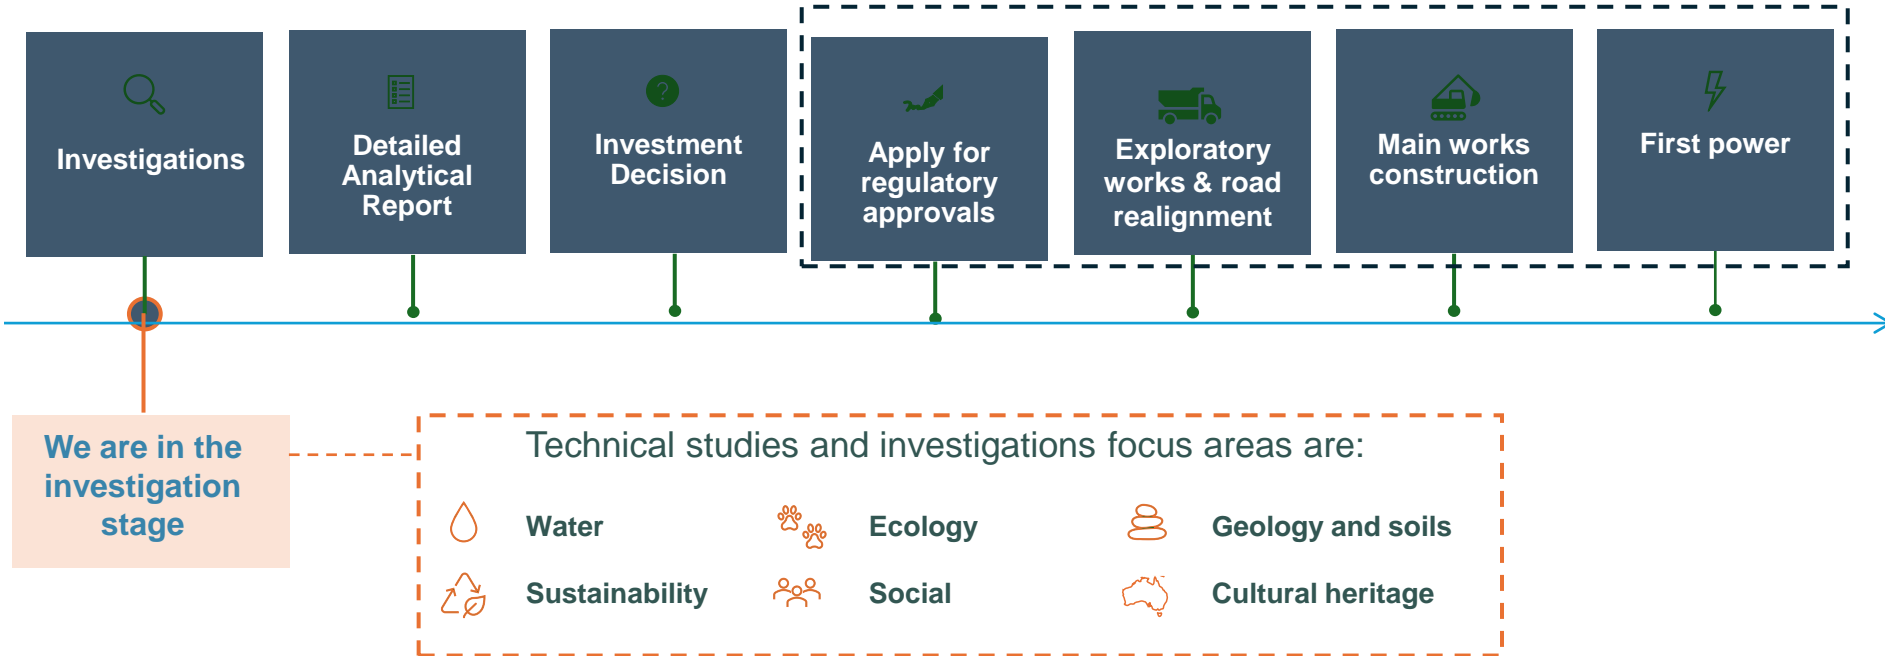 Investigations
Detailed
Analytical
Report
?
Investment
Decision
Apply for
regulatory
approvals
Exploratory
works & road
realignment
Main works
construction
First power
We are in the
investigation
stage
Technical studies and investigations focus areas are:
Water
Ecology
Geology and soils
Sustainability
Social
Cultural heritage